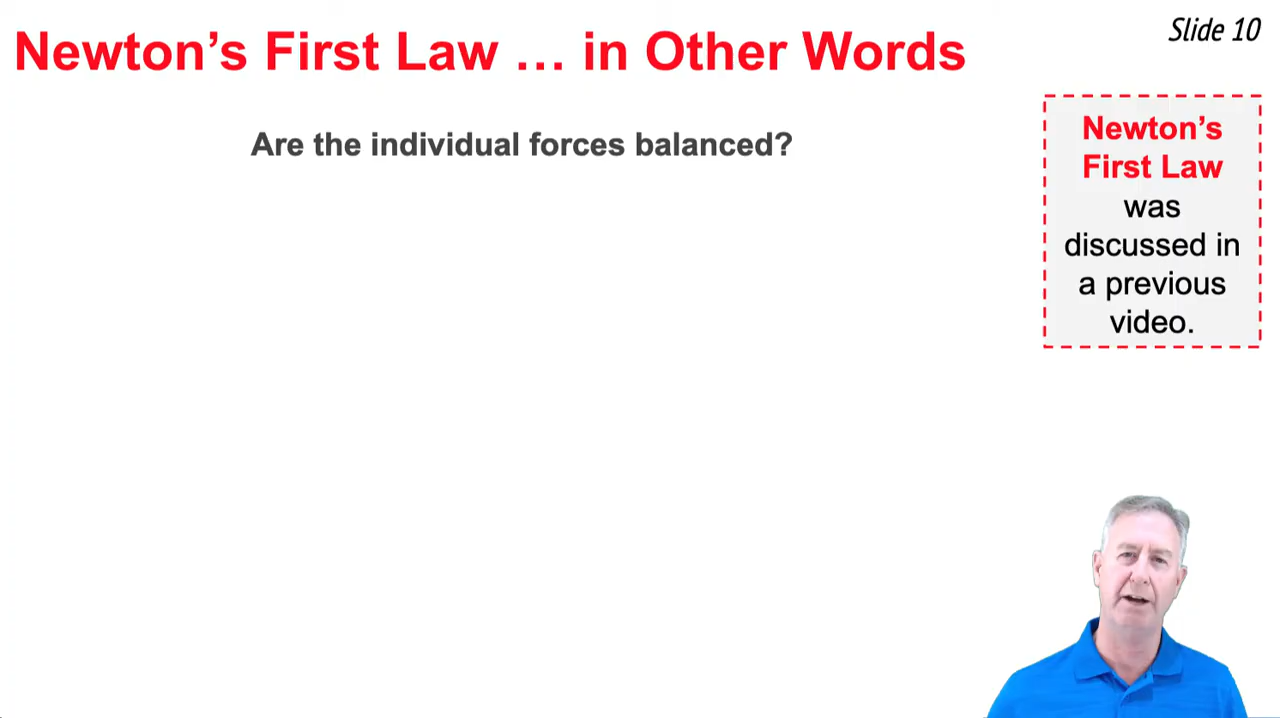 Newton’s First Law … in Other Words
Slide 10
Are the individual forces balanced?
Newton’s
First Law
was
discussed in
a previous
video.